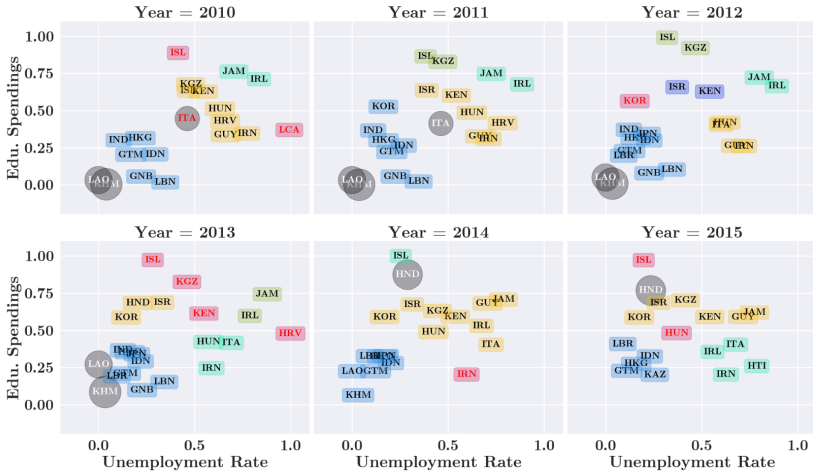 Year = 2010
Year = 2011
Year = 2012
Edu. Spendings
1.00
0.75
0.50
0.25
0.00
ISL
JAM
IRL
KGZ
KEN
HUN
ITA
HRV
LCA
GUY
IRN
IND
HKG
GTM
IDN
LAO
KHM
GNB
LBN
ISL
KGZ
JAM
IRL
ISR
KEN
KOR
HUN
HRV
ITA
IND
HKG
GUY
IRN
IDN
GTM
LAO
KHM
GNB
LBN
ISL
KGZ
JAM
IRL
ISR
KEN
KOR
HUN
ITA
IND
JPN
HKG
IDN
GTM
LBR
GUY
IRN
LAO
KHM
GNB
LBN
Year = 2013
Year = 2014
Year = 2015
Edu. Spendings
1.00
0.75
0.50
0.25
0.00
ISL
KGZ
JAM
HND
ISR
KOR
KEN
IRL
HRV
HUN
ITA
IND
JPN
IDN
LAO
GTM
LBR
IRN
LBN
KHM
GNB
ISL
HND
ISR
GUY
JAM
KGZ
KOR
KEN
HUN
IRL
ITA
IDN
LAO
GTM
IRN
KHM
ISL
HND
ISR
KGZ
KOR
KEN
GUY
JAM
HUN
LBR
IRL
ITA
IDN
HKG
GTM
KAZ
IRN
HTI
0.0
0.5
1.0
0.0
0.5
1.0
0.0
0.5
1.0
Unemployment Rate
Unemployment Rate
Unemployment Rate